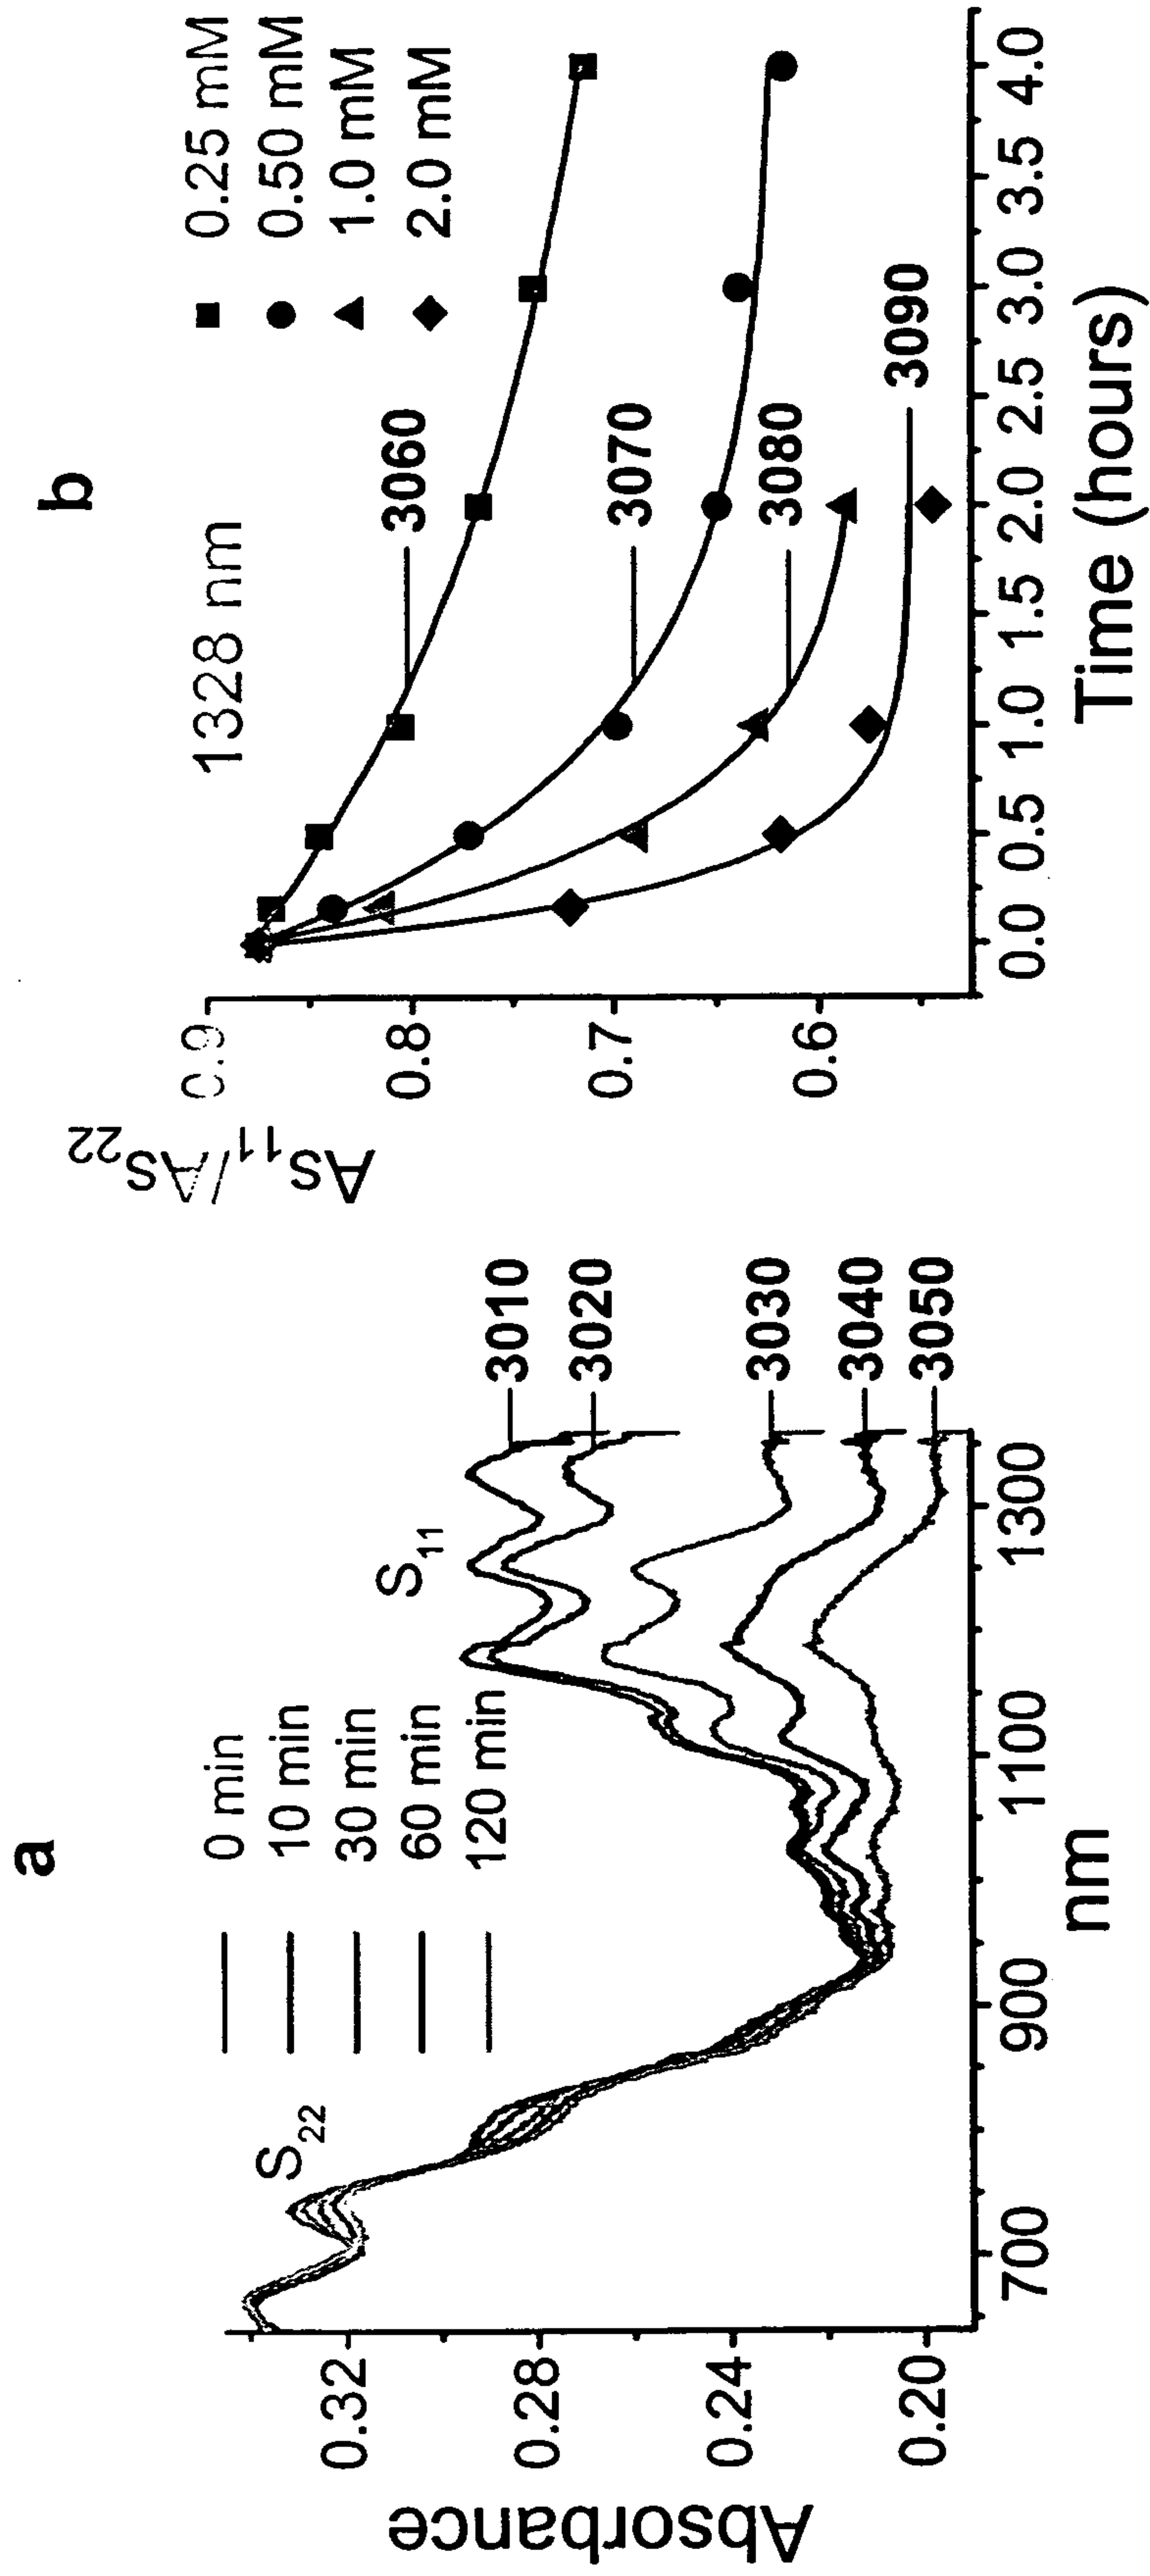 a
Absorbance
0.32
0.28
0.24
0.20
S22
0 min
10 min
30 min
60 min
120 min
S11
3010
3020
3030
3040
3050
700
900
1100
1300
nm
b
As11/As22
0.9
0.8
0.7
0.6
1328 nm
0.25 mM
0.50 mM
1.0 mM
2.0 mM
3060
3070
3080
3090
0.0 0.5 1.0 1.5 2.0 2.5 3.0 3.5 4.0
Time (hours)